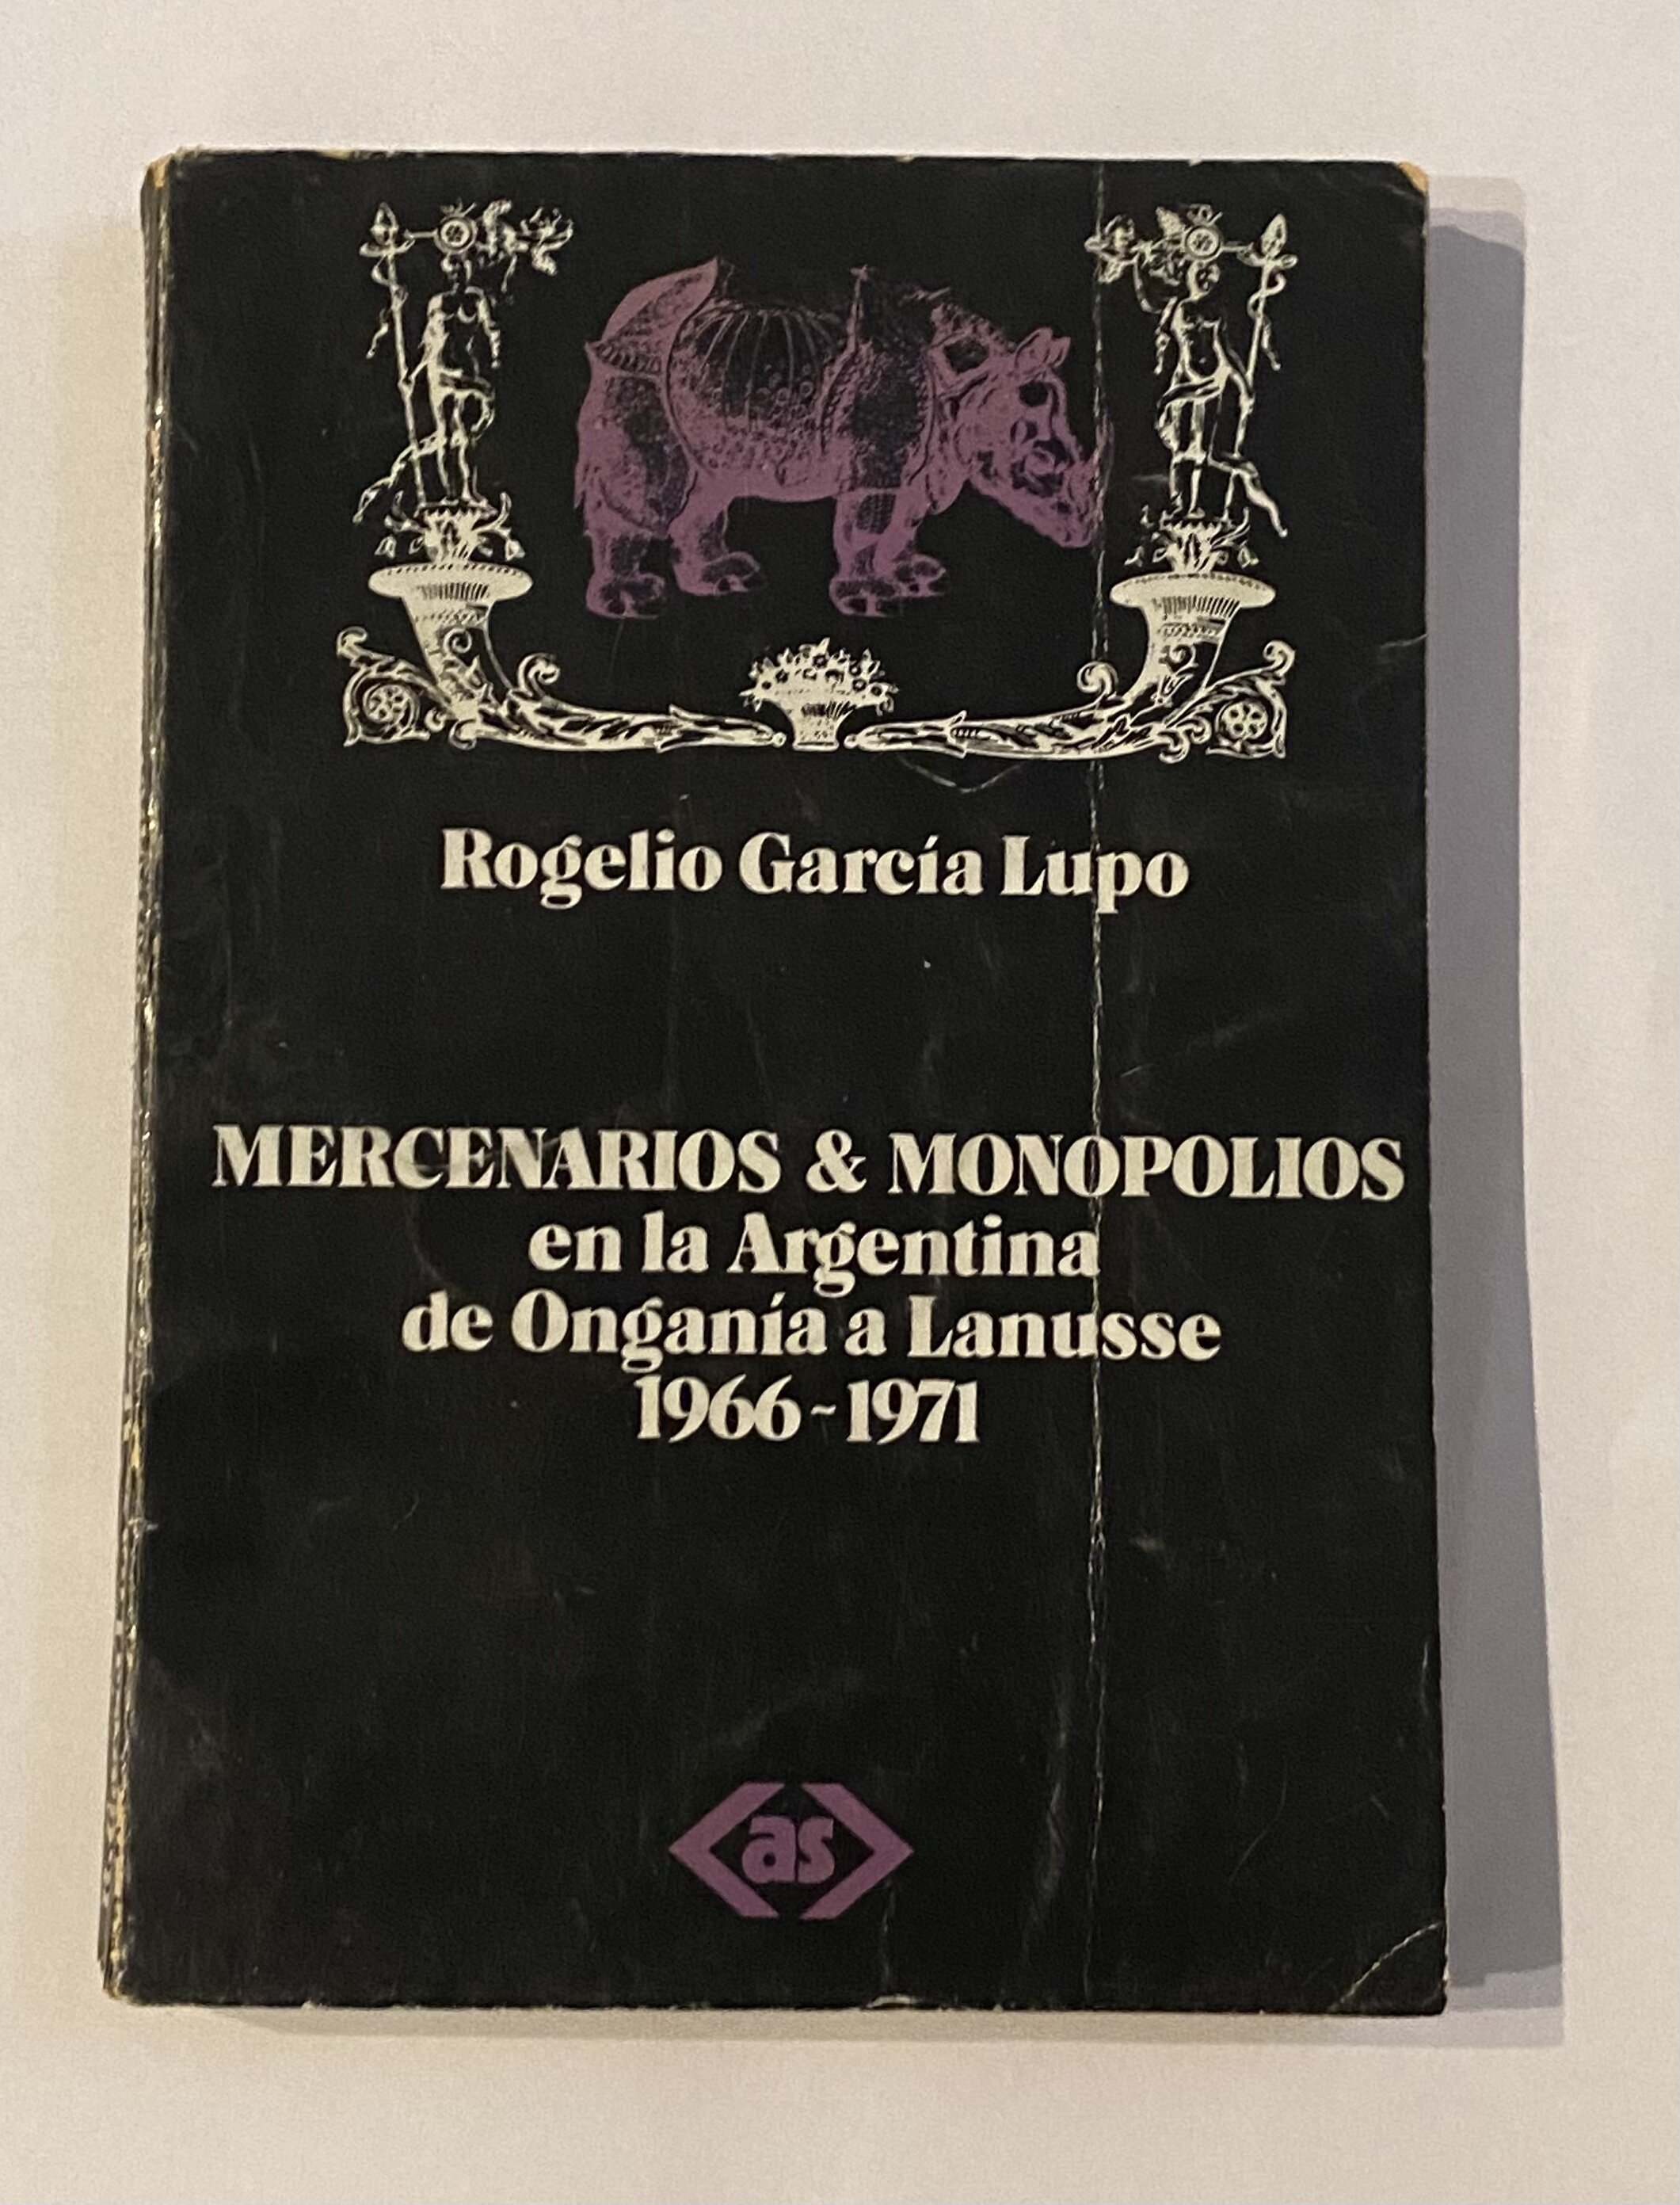 Rogelio García Lupo
MERCENARIOS & MONOPOLIOS
en la Argentina
de Onganía a Lanusse
1966-1971
as